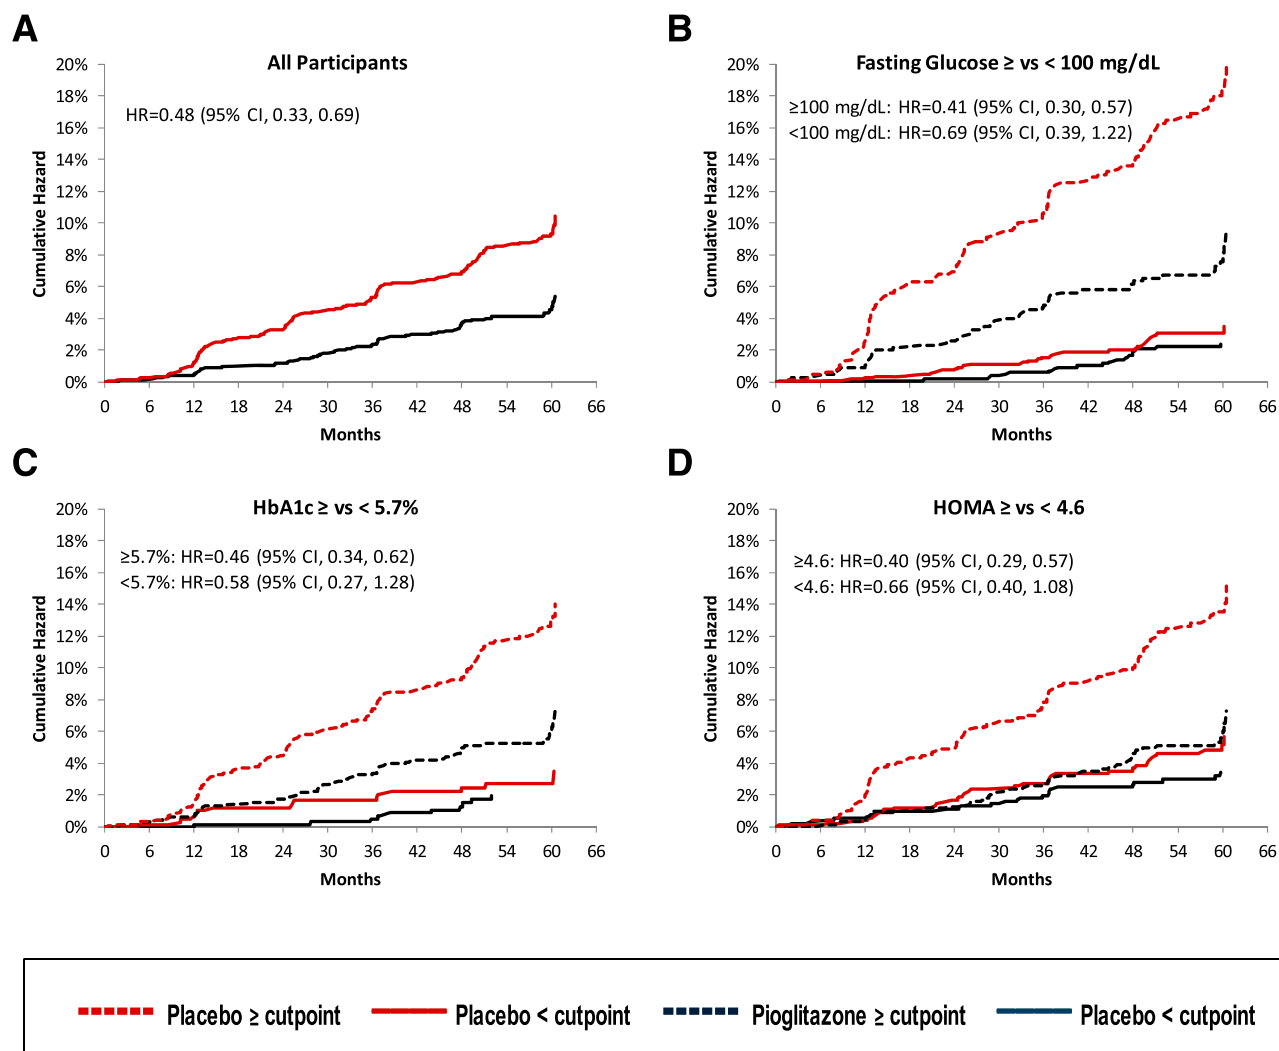 A
All Participants
HR=0.48 (95% CI, 0.33, 0.69)
Cumulative Hazard
20%
18%
16%
14%
12%
10%
8%
6%
4%
2%
0%
0 6 12 18 24 30 36 42 48 54 60 66
Months
B
Fasting Glucose ≥ vs < 100 mg/dL
≥100 mg/dL: HR=0.41 (95% CI, 0.30, 0.57)
<100 mg/dL: HR=0.69 (95% CI, 0.39, 1.22)
Cumulative Hazard
20%
18%
16%
14%
12%
10%
8%
6%
4%
2%
0%
0 6 12 18 24 30 36 42 48 54 60 66
Months
C
HbA1c ≥ vs < 5.7%
≥5.7%: HR=0.46 (95% CI, 0.34, 0.62)
<5.7%: HR=0.58 (95% CI, 0.27, 1.28)
Cumulative Hazard
20%
18%
16%
14%
12%
10%
8%
6%
4%
2%
0%
0 6 12 18 24 30 36 42 48 54 60 66
Months
D
HOMA ≥ vs < 4.6
≥4.6: HR=0.40 (95% CI, 0.29, 0.57)
<4.6: HR=0.66 (95% CI, 0.40, 1.08)
Cumulative Hazard
20%
18%
16%
14%
12%
10%
8%
6%
4%
2%
0%
0 6 12 18 24 30 36 42 48 54 60 66
Months
Placebo ≥ cutpoint Placebo < cutpoint Pioglitazone ≥ cutpoint Placebo < cutpoint